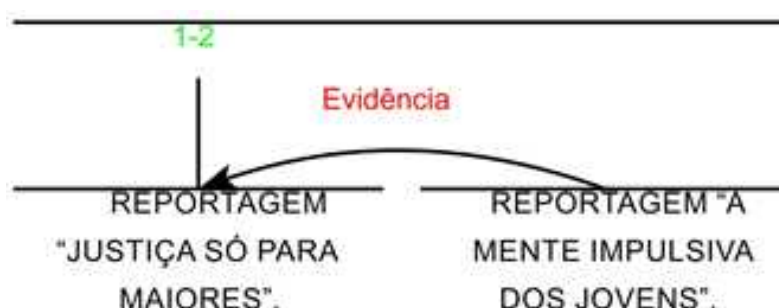 1-2
Evidência
REPORTAGEM
“JUSTIÇA SÓ PARA
MAIORES”.
REPORTAGEM “A
MENTE IMPULSIVA
DOS JOVENS”.